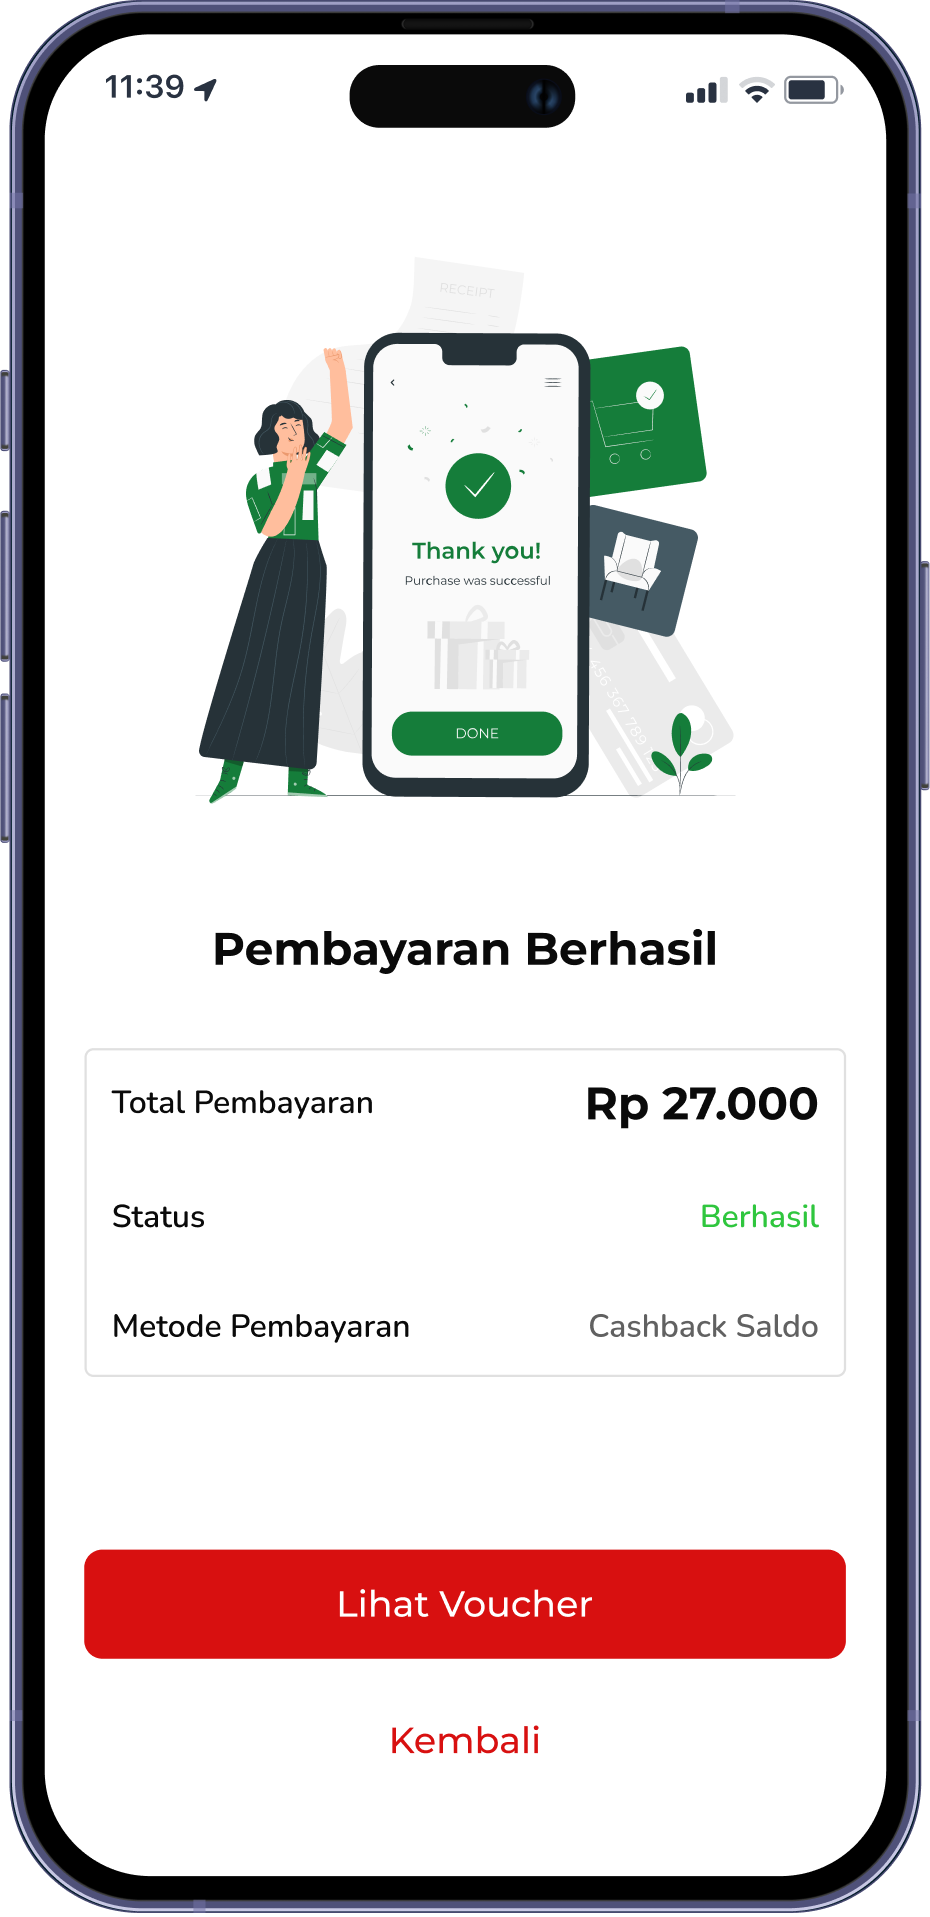 11:39
RECEIPT
Thank you!
Purchase was successful
456 367 789
DONE
Pembayaran Berhasil
Total Pembayaran Rp 27.000
Status Berhasil
Metode Pembayaran Cashback Saldo
Lihat Voucher
Kembali